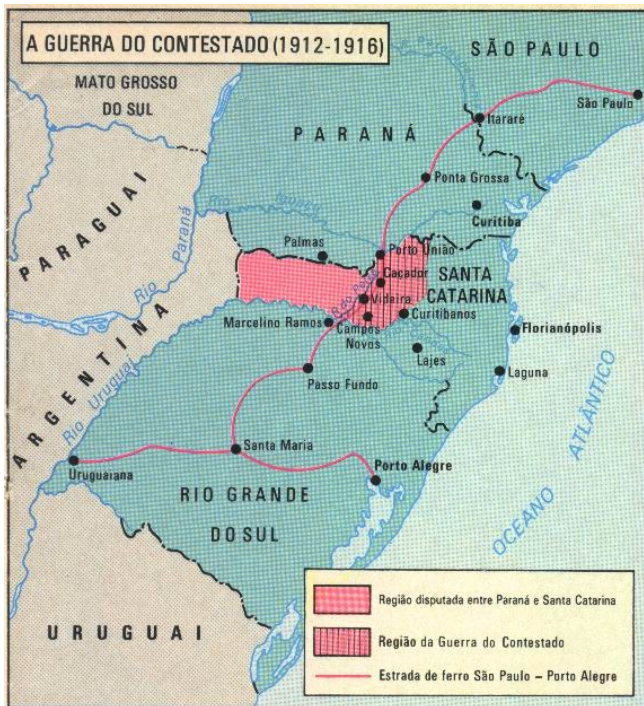 A GUERRA DO CONTESTADO (1912-1916)
SÃO PAULO
MATO GROSSO
DO SUL
São Paulo
Itararé
PARANÁ
Ponta Grossa
Curitiba
PARAGUAI
Rio Paraná
Palmas
Porto União
Caçador
SANTA
CATARINA
Videira
Marcelino Ramos
Campos
Novos
Curitibanos
Florianópolis
Lajes
Laguna
Passo Fundo
ARGENTINA
Rio Uruguai
Santa Maria
Uruguaiana
Porto Alegre
RIO GRANDE
DO SUL
OCEANO ATLÂNTICO
URUGUAI
Região disputada entre Paraná e Santa Catarina
Região da Guerra do Contestado
Estrada de ferro São Paulo – Porto Alegre